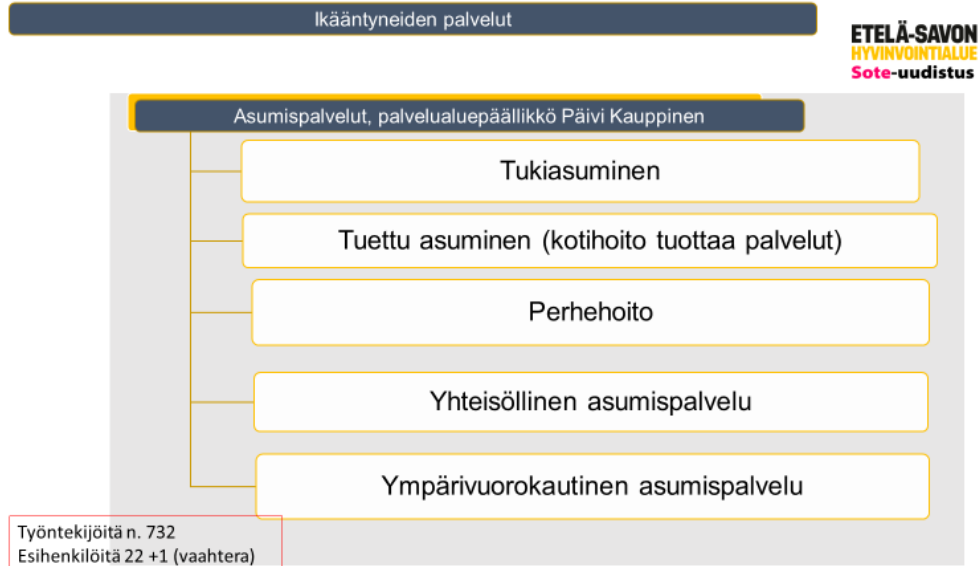 Ikääntyneiden palvelut
ETELÄ-SAVON
HYVINVOINTIALUE
Sote-uudistus
Asumispalvelut, palvelualuepäällikkö Päivi Kauppinen
Tukiasuminen
Tuettu asuminen (kotihoito tuottaa palvelut)
Perhehoito
Yhteisöllinen asumispalvelu
Ympärivuorokautinen asumispalvelu
Työntekijöitä n. 732
Esihenkilöitä 22 +1 (vaahtera)